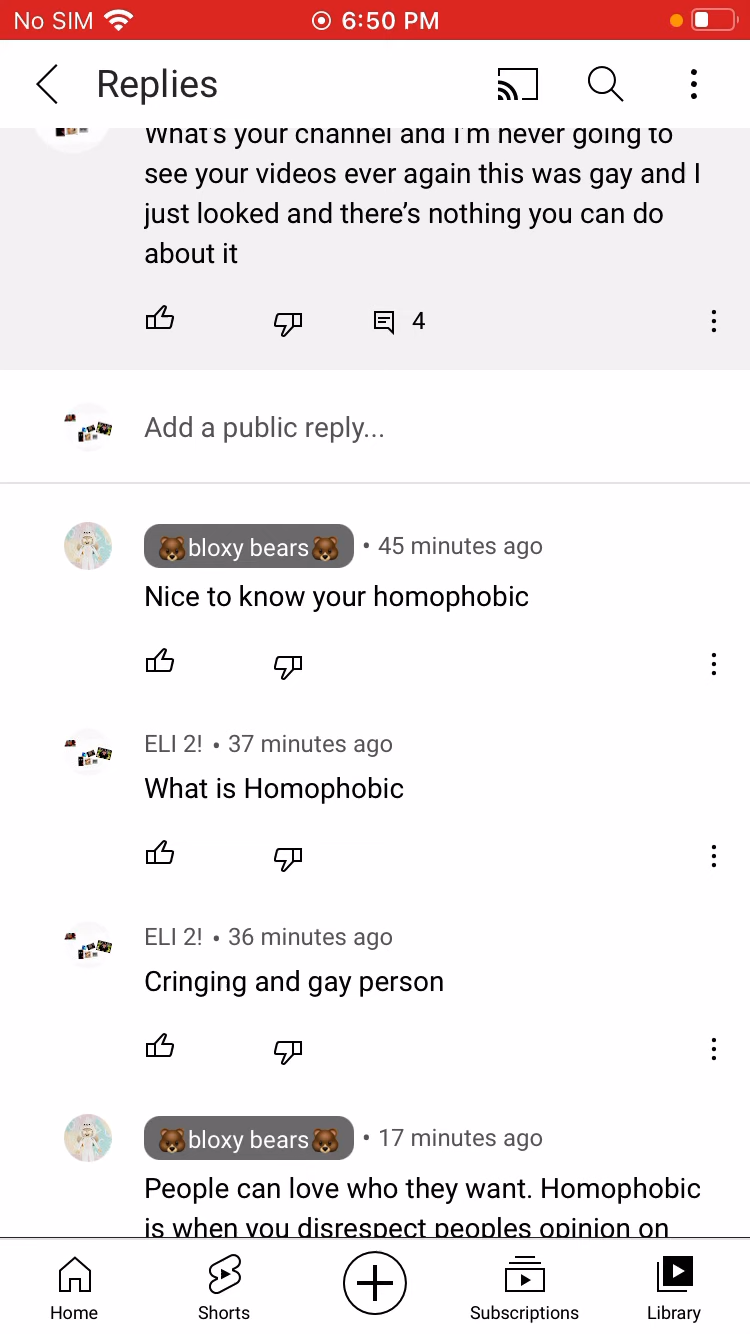 No SIM 6:50 PM
Replies
What's your channel and I'm never going to
see your videos ever again this was gay and I
just looked and there's nothing you can do
about it
4
Add a public reply...
🐻bloxy bears🐻 • 45 minutes ago
Nice to know your homophobic
ELI 2! • 37 minutes ago
What is Homophobic
ELI 2! • 36 minutes ago
Cringing and gay person
🐻bloxy bears🐻 • 17 minutes ago
People can love who they want. Homophobic
is when you disrespect peoples opinion on
Home Shorts Subscriptions Library